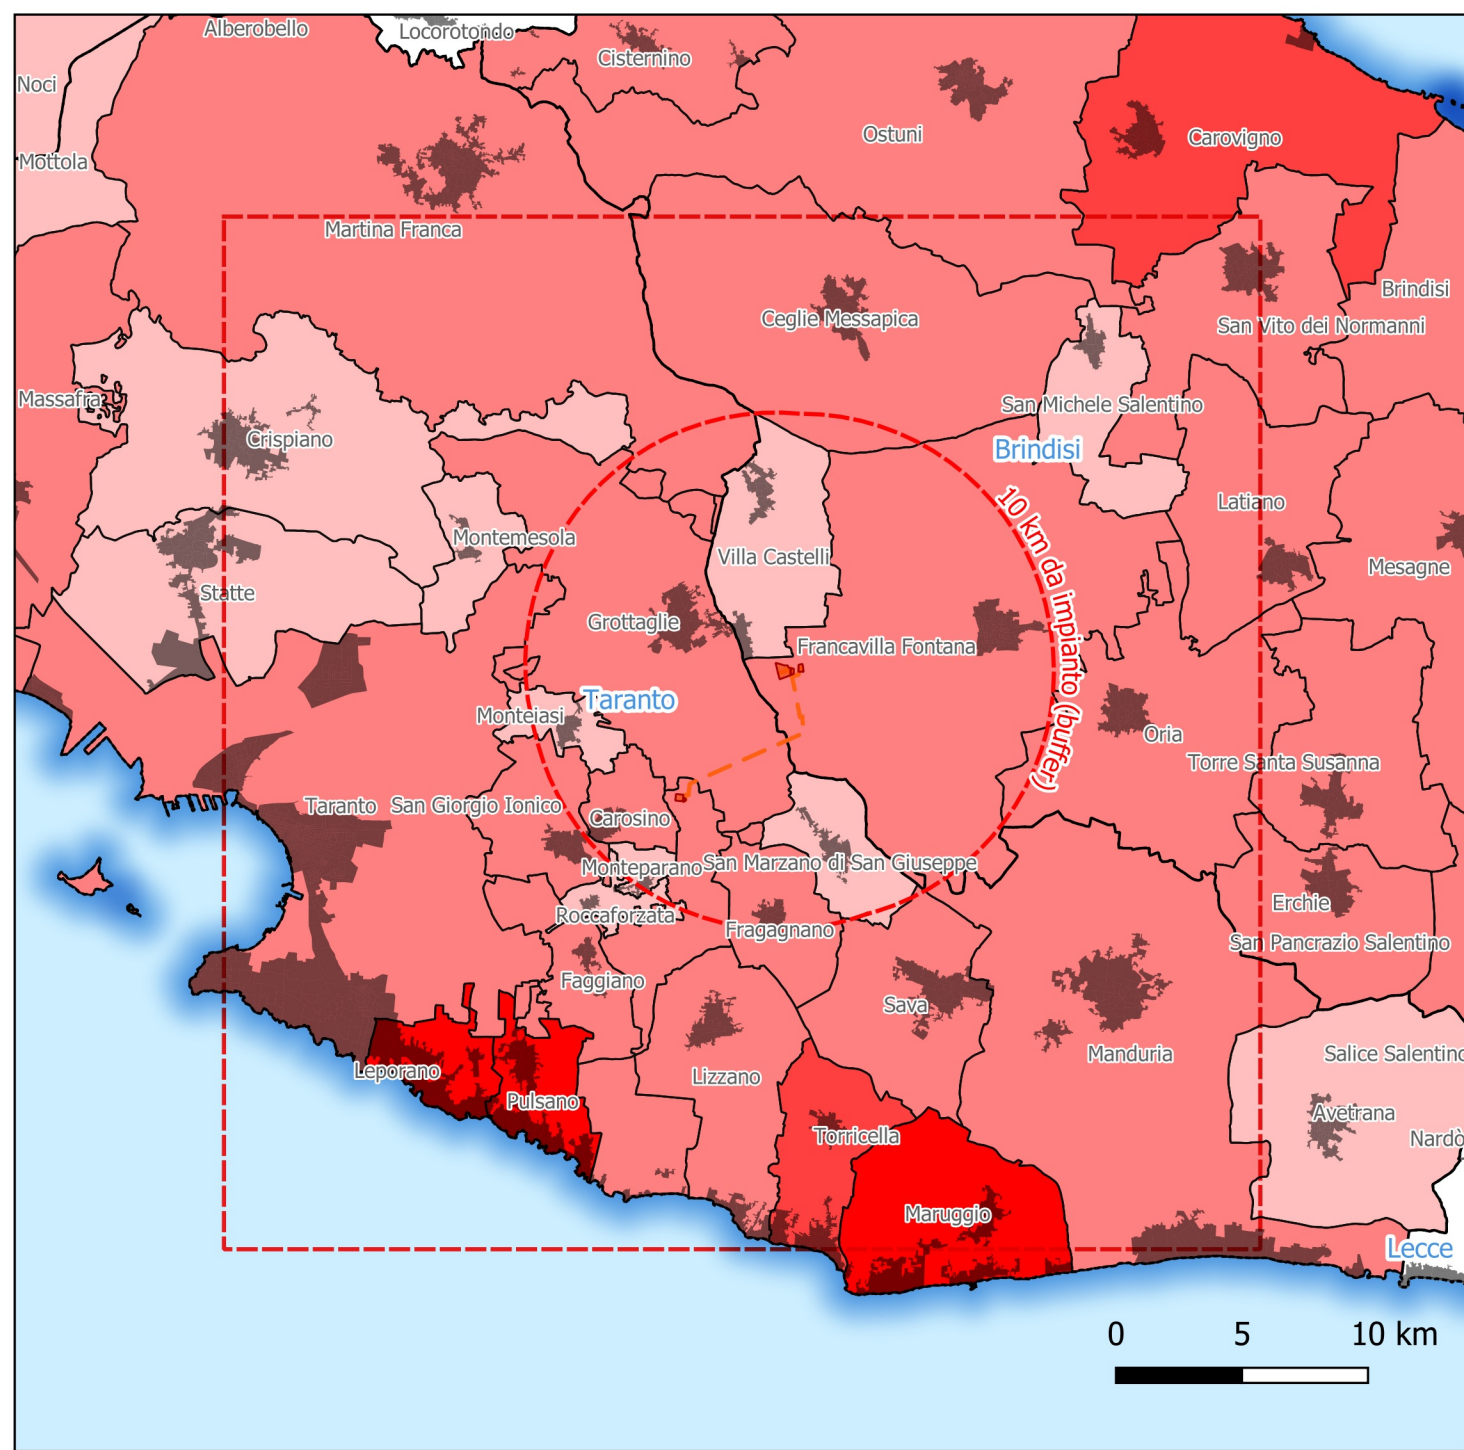 Alberobello
Locorotondo
Cisternino
Noci
Ostuni
Carovigno
Mottola
Martina Franca
Brindisi
Ceglie Messapica
San Vito dei Normanni
Massafra
San Michele Salentino
Crispiano
Brindisi
Latiano
10 km da impianto (buffer)
Montemesola
Villa Castelli
Mesagne
Statte
Grottaglie
Francavilla Fontana
Taranto
Monteiasi
Oria
Torre Santa Susanna
Taranto
San Giorgio Ionico
Carosino
Monteparano
San Marzano di San Giuseppe
Erchie
Roccaforzata
Fragagnano
San Pancrazio Salentino
Faggiano
Sava
Manduria
Salice Salentino
Leporano
Lizzano
Pulsano
Avetrana
Torricella
Nardò
Maruggio
Lecce
0 5 10 km